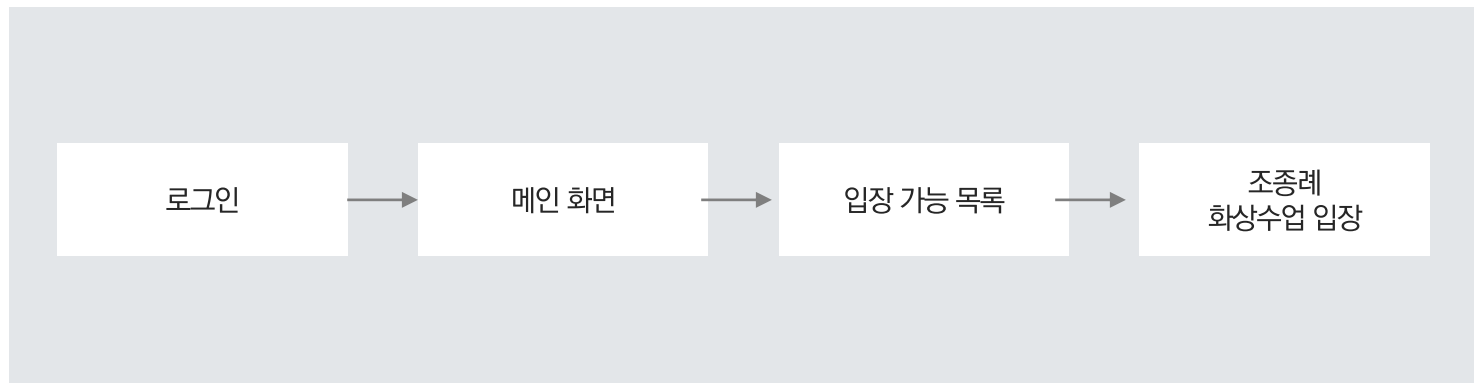 로그인
메인 화면
입장 가능 목록
조종례
화상수업 입장